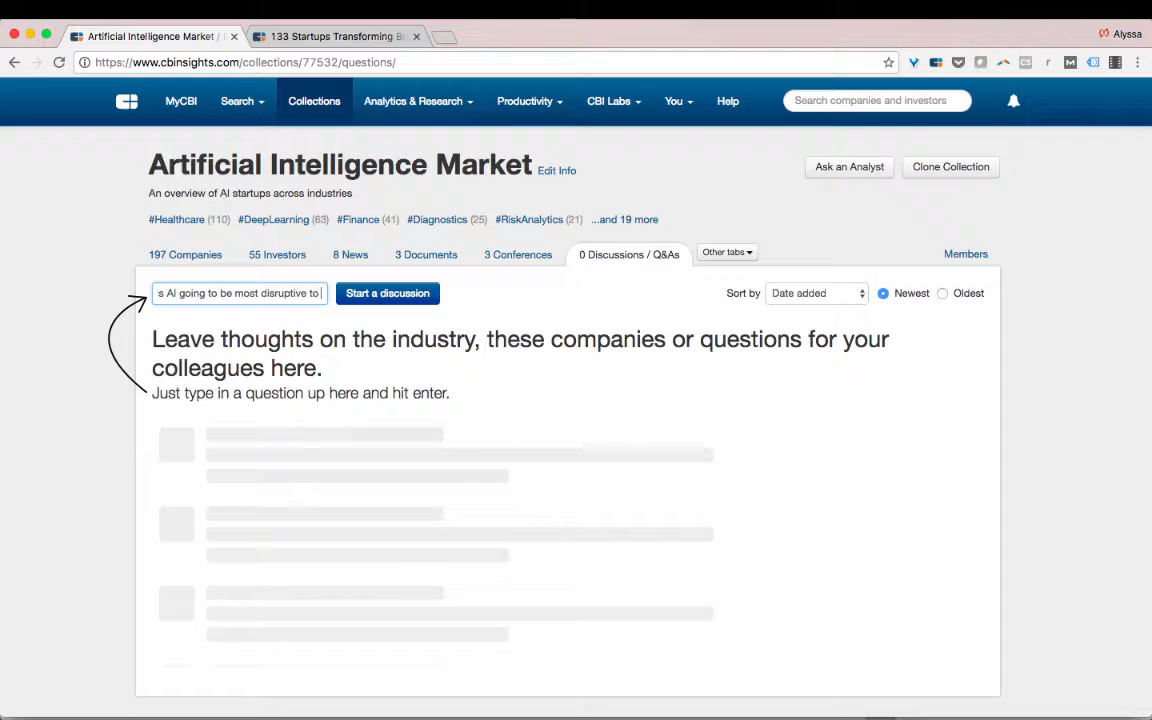 Artificial Intelligence Market /
133 Startups Transforming Br
Alyssa
https://www.cbinsights.com/collections/77532/questions/
MyCBI Search Collections Analytics & Research Productivity CBI Labs You Help Search companies and investors
Artificial Intelligence Market Edit Info
Ask an Analyst Clone Collection
An overview of AI startups across industries
#Healthcare (110) #DeepLearning (63) #Finance (41) #Diagnostics (25) #RiskAnalytics (21) ...and 19 more
197 Companies 55 Investors 8 News 3 Documents 3 Conferences 0 Discussions / Q&As Other tabs Members
s AI going to be most disruptive to Start a discussion Sort by Date added Newest Oldest
Leave thoughts on the industry, these companies or questions for your
colleagues here.
Just type in a question up here and hit enter.